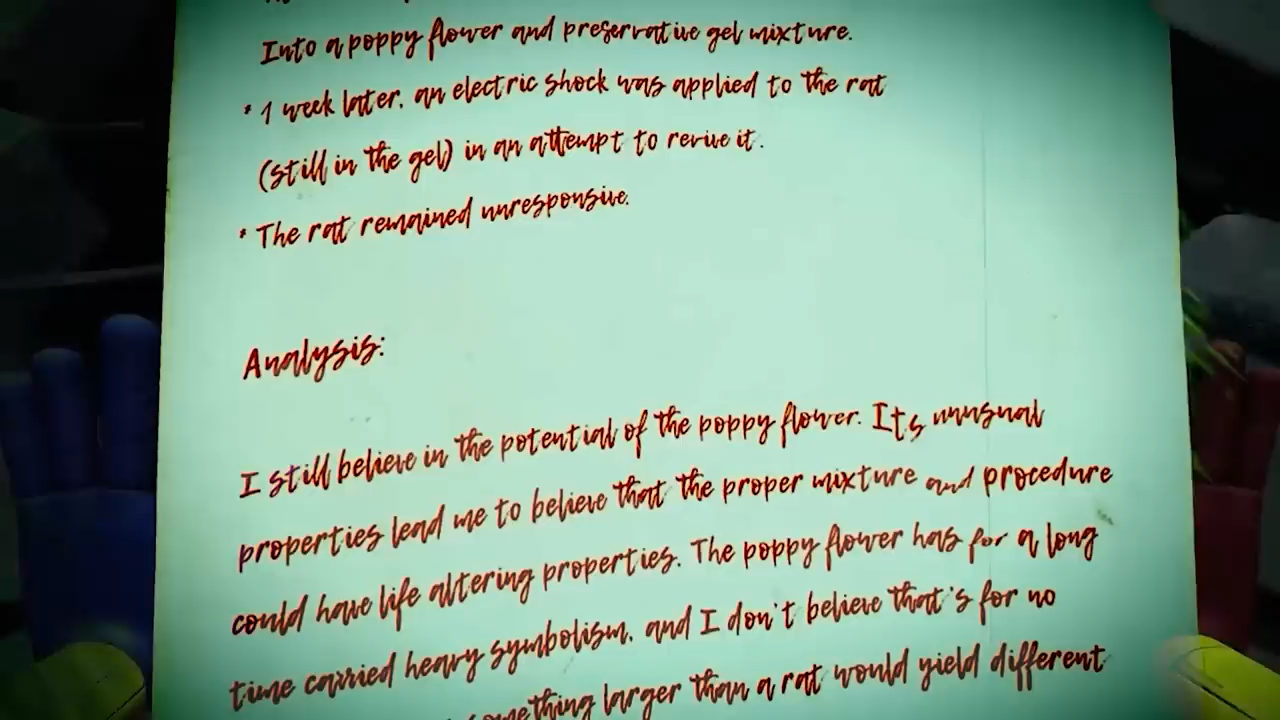 Into a poppy flower and preservative gel mixture.
* 1 week later, an electric shock was applied to the rat
(still in the gel) in an attempt to revive it.
* The rat remained unresponsive.
Analysis:
I still believe in the potential of the poppy flower. Its unusual
properties lead me to believe that the proper mixture and procedure
could have life altering properties. The poppy flower has for a long
time carried heavy symbolism, and I don't believe that's for no
something larger than a rat would yield different